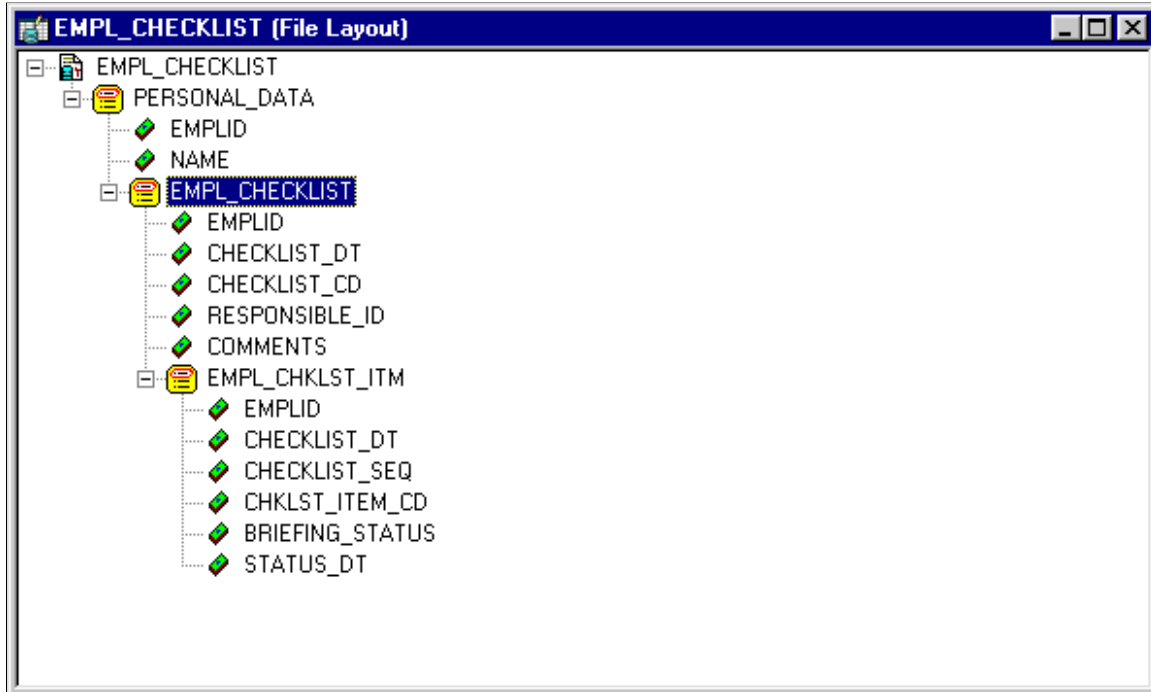 EMPL_CHECKLIST (File Layout)
EMPL_CHECKLIST
PERSONAL_DATA
EMPLID
NAME
EMPL_CHECKLIST
EMPLID
CHECKLIST_DT
CHECKLIST_CD
RESPONSIBLE_ID
COMMENTS
EMPL_CHKLST_ITM
EMPLID
CHECKLIST_DT
CHECKLIST_SEQ
CHKLST_ITEM_CD
BRIEFING_STATUS
STATUS_DT